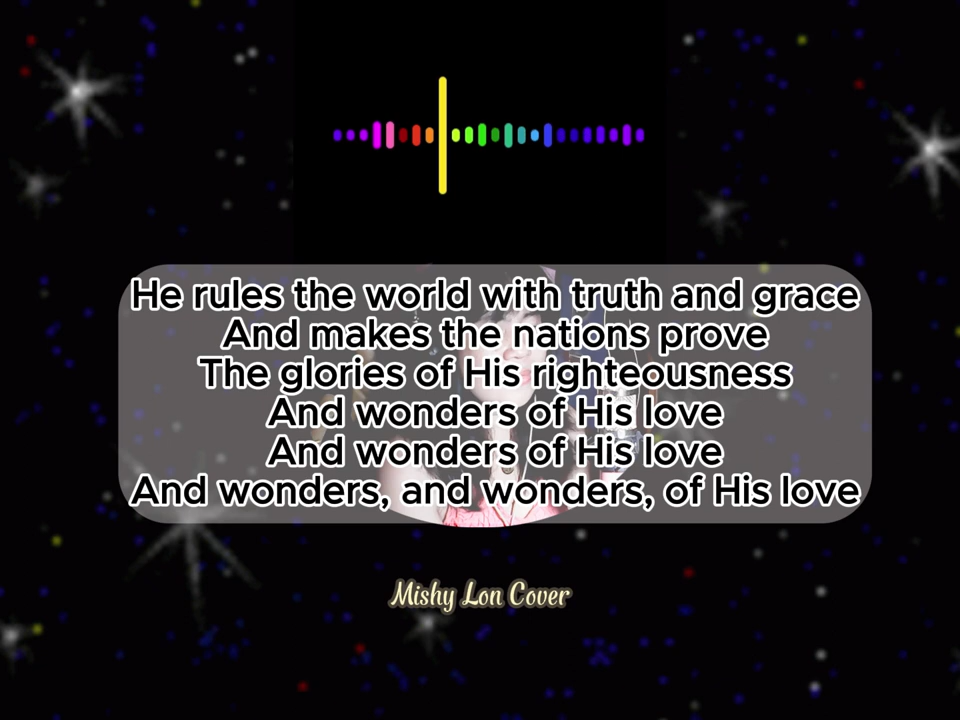 He rules the world with truth and grace
And makes the nations prove
The glories of His righteousness
And wonders of His love
And wonders of His love
And wonders, and wonders, of His love
Mishy Lon Cover